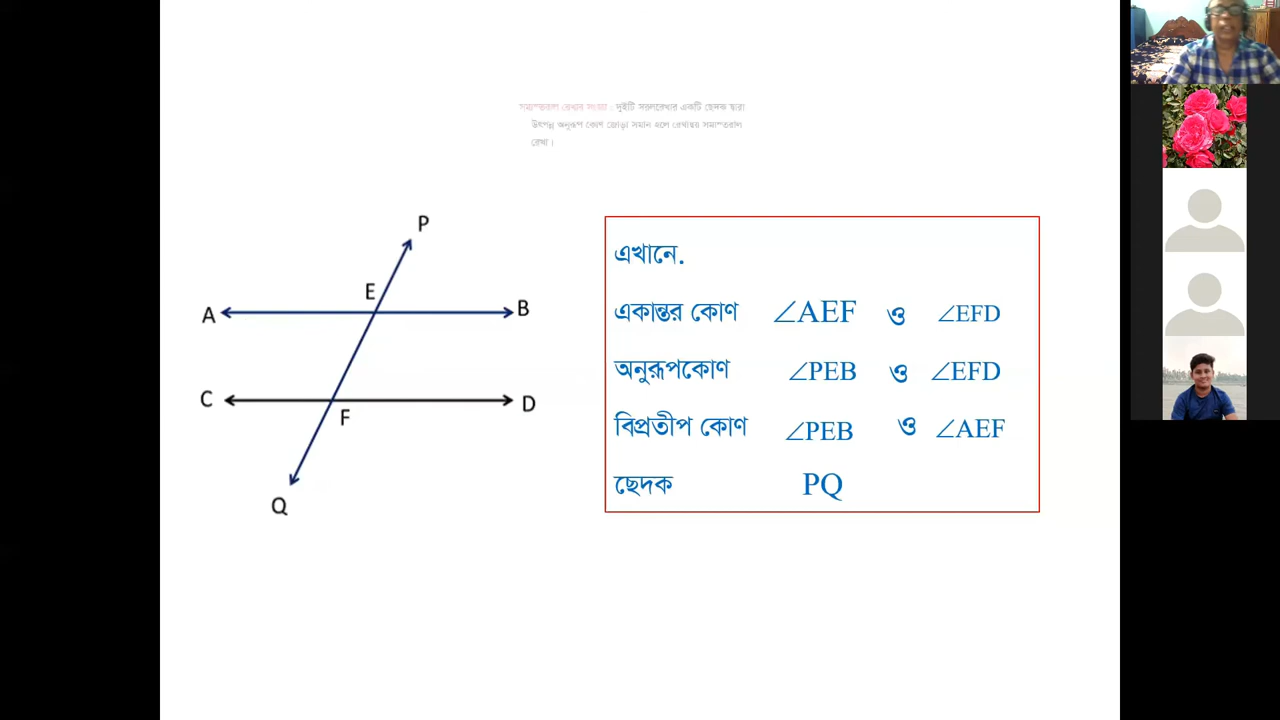 সমান্তরাল রেখার সংজ্ঞা : দুইটি সরলরেখার একটি ছেদক দ্বারা
উৎপন্ন অনুরূপ কোণ জোড়া সমান হলে রেখাদ্বয় সমান্তরাল
রেখা।
P
E
A
B
C
D
F
Q
এখানে.
একান্তর কোণ ∠AEF ও ∠EFD
অনুরূপকোণ ∠PEB ও ∠EFD
বিপ্রতীপ কোণ ∠PEB ও ∠AEF
ছেদক PQ